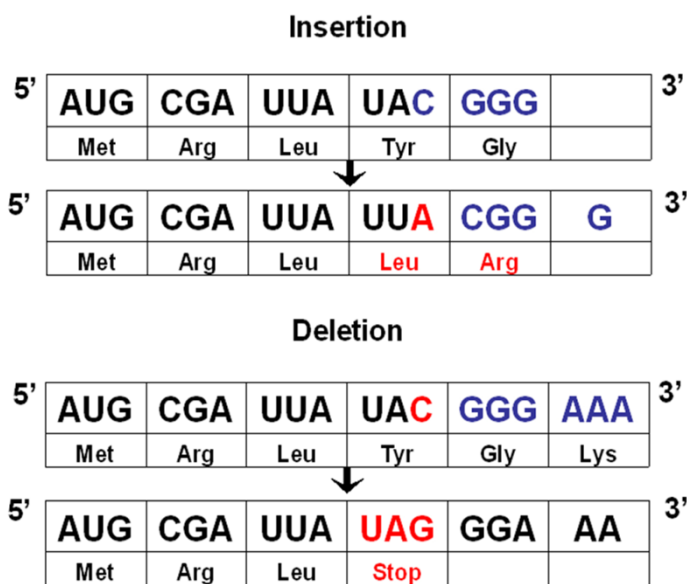 Insertion
5’ AUG CGA UUA UAC GGG 3’
Met Arg Leu Tyr Gly
5’ AUG CGA UUA UUA CGG G 3’
Met Arg Leu Leu Arg
Deletion
5’ AUG CGA UUA UAC GGG AAA 3’
Met Arg Leu Tyr Gly Lys
5’ AUG CGA UUA UAG GGA AA 3’
Met Arg Leu Stop